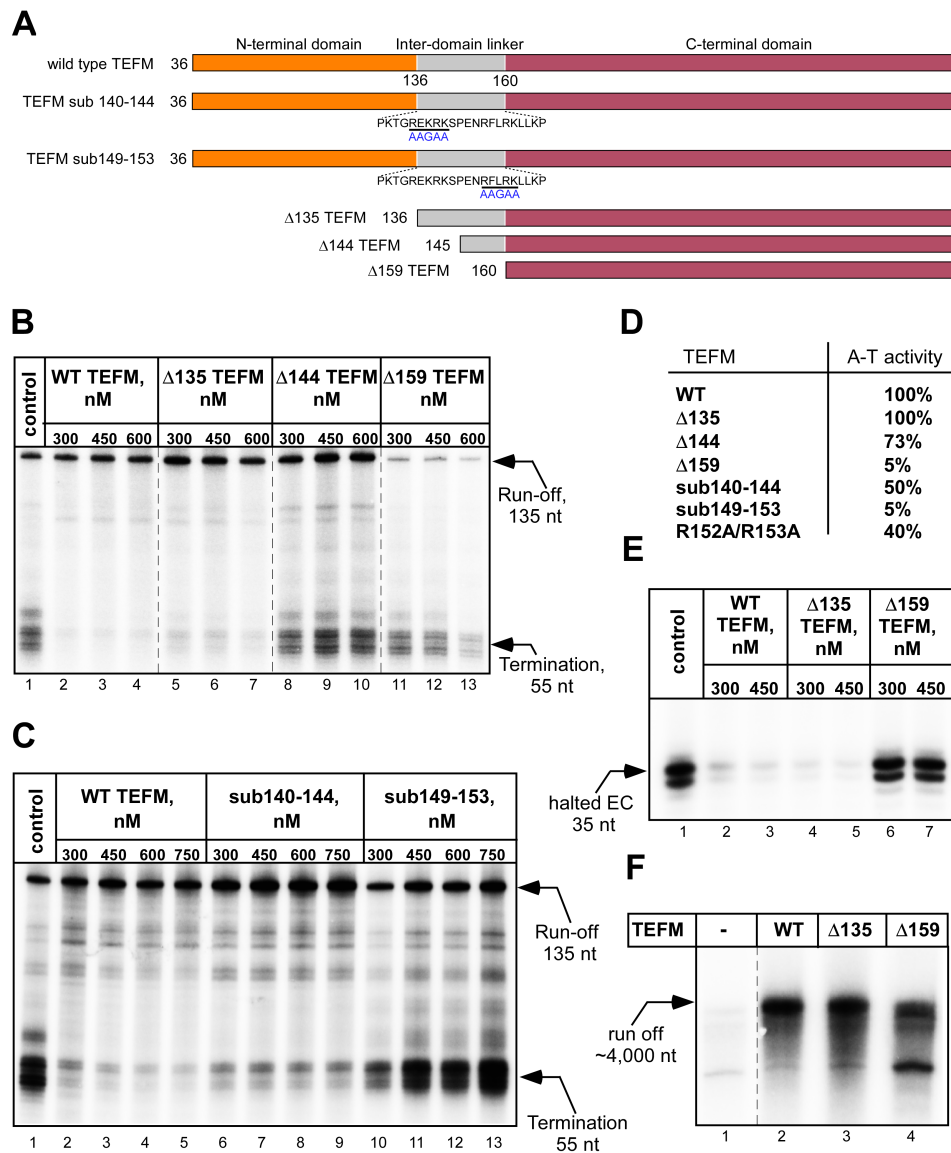 A
N-terminal domain Inter-domain linker C-terminal domain
wild type TEFM 36
136 160
TEFM sub 140-144 36
PKTGREKRKSPENRFLRKLLKP
AAGAA
TEFM sub149-153 36
PKTGREKRKSPENRFLRKLLKP
AAGAA
Δ135 TEFM 136
Δ144 TEFM 145
Δ159 TEFM 160
B
control
WT TEFM, nM
Δ135 TEFM nM
Δ144 TEFM nM
Δ159 TEFM nM
300 450 600 300 450 600 300 450 600 300 450 600
Run-off,
135 nt
Termination,
55 nt
1 2 3 4 5 6 7 8 9 10 11 12 13
C
control
WT TEFM, nM
sub140-144, nM
sub149-153, nM
300 450 600 750 300 450 600 750 300 450 600 750
Run-off
135 nt
Termination
55 nt
1 2 3 4 5 6 7 8 9 10 11 12 13
D
TEFM A-T activity
WT 100%
Δ135 100%
Δ144 73%
Δ159 5%
sub140-144 50%
sub149-153 5%
R152A/R153A 40%
E
control
WT TEFM, nM
Δ135 TEFM, nM
Δ159 TEFM, nM
300 450 300 450 300 450
halted EC
35 nt
1 2 3 4 5 6 7
F
TEFM - WT Δ135 Δ159
run off
~4,000 nt
1 2 3 4